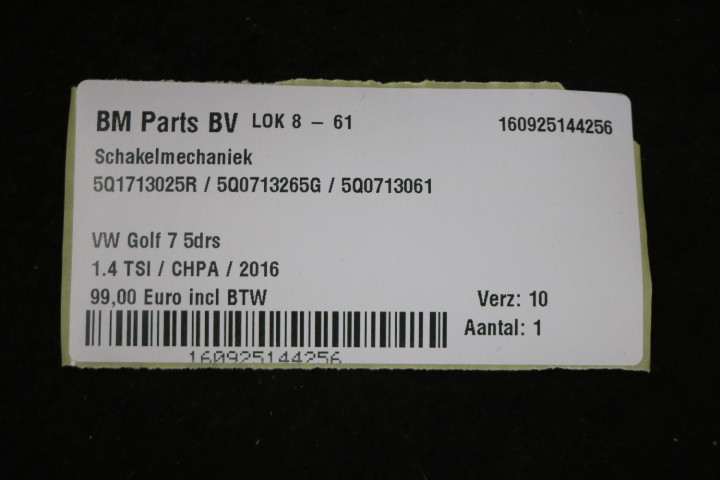 BM Parts BV LOK 8 – 61 160925144256
Schakelmechaniek
5Q1713025R / 5Q0713265G / 5Q0713061
VW Golf 7 5drs
1.4 TSI / CHPA / 2016
99,00 Euro incl BTW Verz: 10
Aantal: 1
160925144256